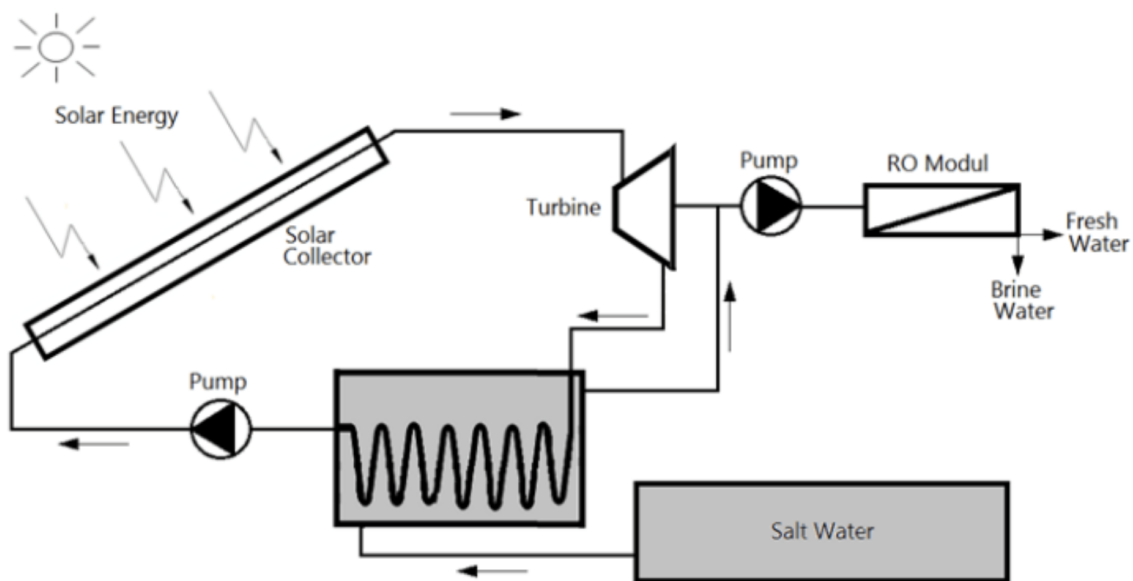 Solar Energy
Solar
Collector
Turbine
Pump
RO Modul
Fresh
Water
Brine
Water
Pump
Salt Water